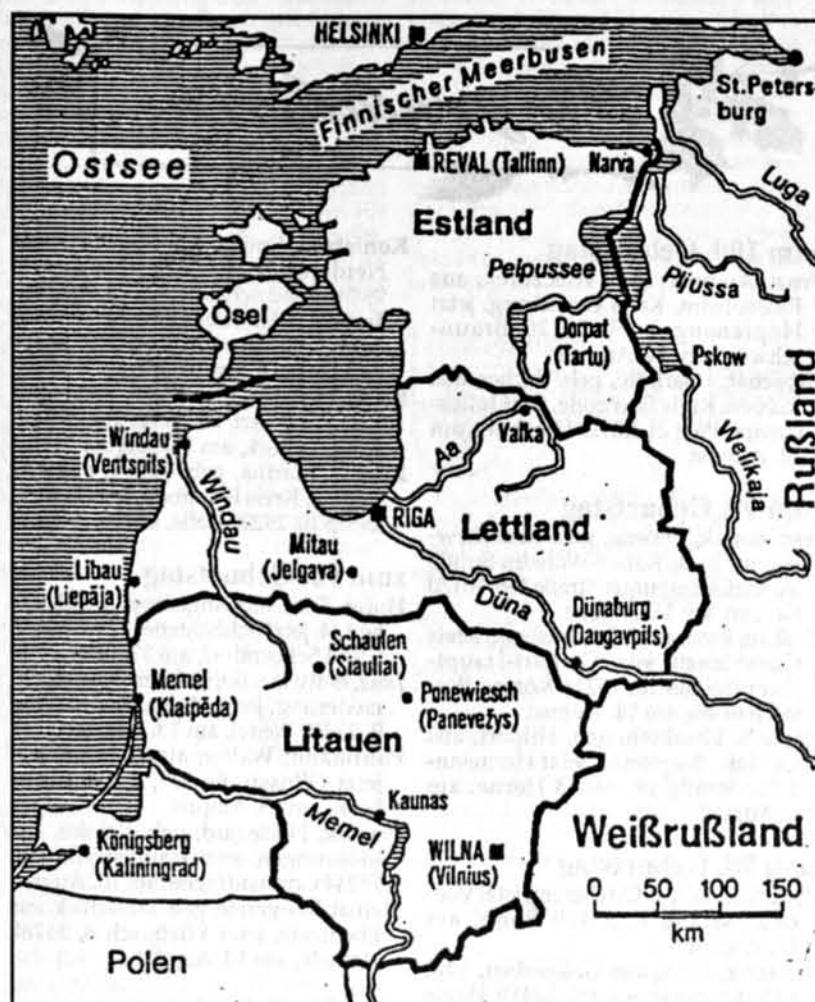 HELSINKI
Finnischer Meerbusen
St.Peters-
burg
Ostsee
REVAL (Tallinn)
Narva
Luga
Estland
Peipussee
Pljussa
Ösel
Dorpat
(Tartu)
Pskow
Rußland
Windau
(Ventspils)
Aa
Valka
Welikaja
Windau
RIGA
Lettland
Mitau
(Jelgava)
Libau
(Liepāja)
Düna
Dünaburg
(Daugavpils)
Schaulen
(Siauliai)
Memel
(Klaipēda)
Ponewiesch
(Panevežys)
Litauen
Kaunas
Memel
Weißrußland
Königsberg
(Kaliningrad)
WILNA
(Vilnius)
0 50 100 150
km
Polen